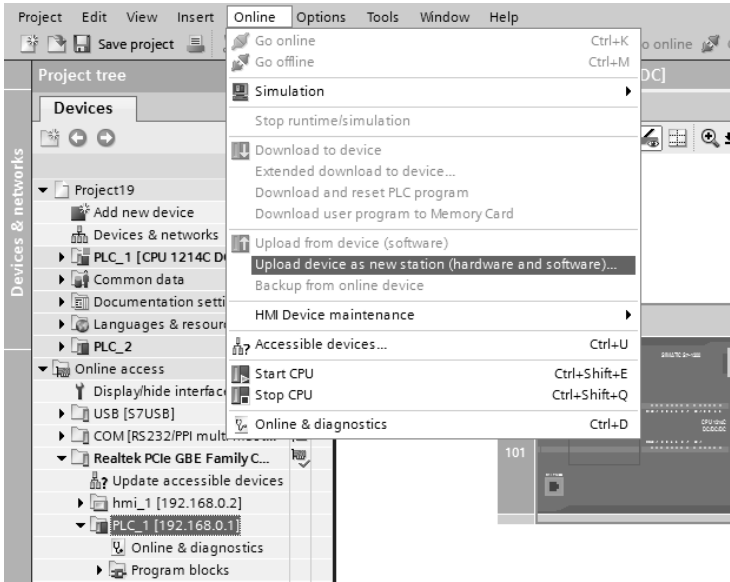 Project Edit View Insert Online Options Tools Window Help
Save project
o online
Project tree
DC]
Devices
Devices & networks
Project19
Add new device
Devices & networks
PLC_1 [CPU 1214C D
Common data
Documentation setti
Languages & resour
PLC_2
Online access
Display/hide interfac
USB [S7USB]
COM [RS232/PPI mult
Realtek PCIe GBE Family C...
Update accessible devices
hmi_1 [192.168.0.2]
PLC_1 [192.168.0.1]
Online & diagnostics
Program blocks
Go online Ctrl+K
Go offline Ctrl+M
Simulation
Stop runtime/simulation
Download to device
Extended download to device...
Download and reset PLC program
Download user program to Memory Card
Upload from device (software)
Upload device as new station (hardware and software)...
Backup from online device
HMI Device maintenance
Accessible devices... Ctrl+U
Start CPU Ctrl+Shift+E
Stop CPU Ctrl+Shift+Q
Online & diagnostics Ctrl+D
101
CPU 1214C
DC/DC/DC